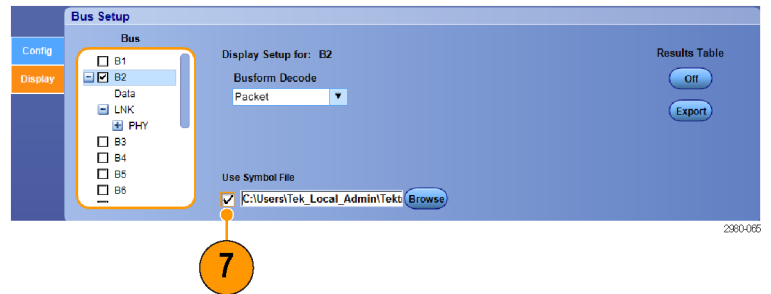 Bus Setup
Config
Display
Bus
B1
B2
Data
LNK
PHY
B3
B4
B5
B6
Display Setup for: B2
Busform Decode
Packet
Use Symbol File
C:\Users\Tek_Local_Admin\Tekt
Browse
Results Table
Off
Export
2980-065
7